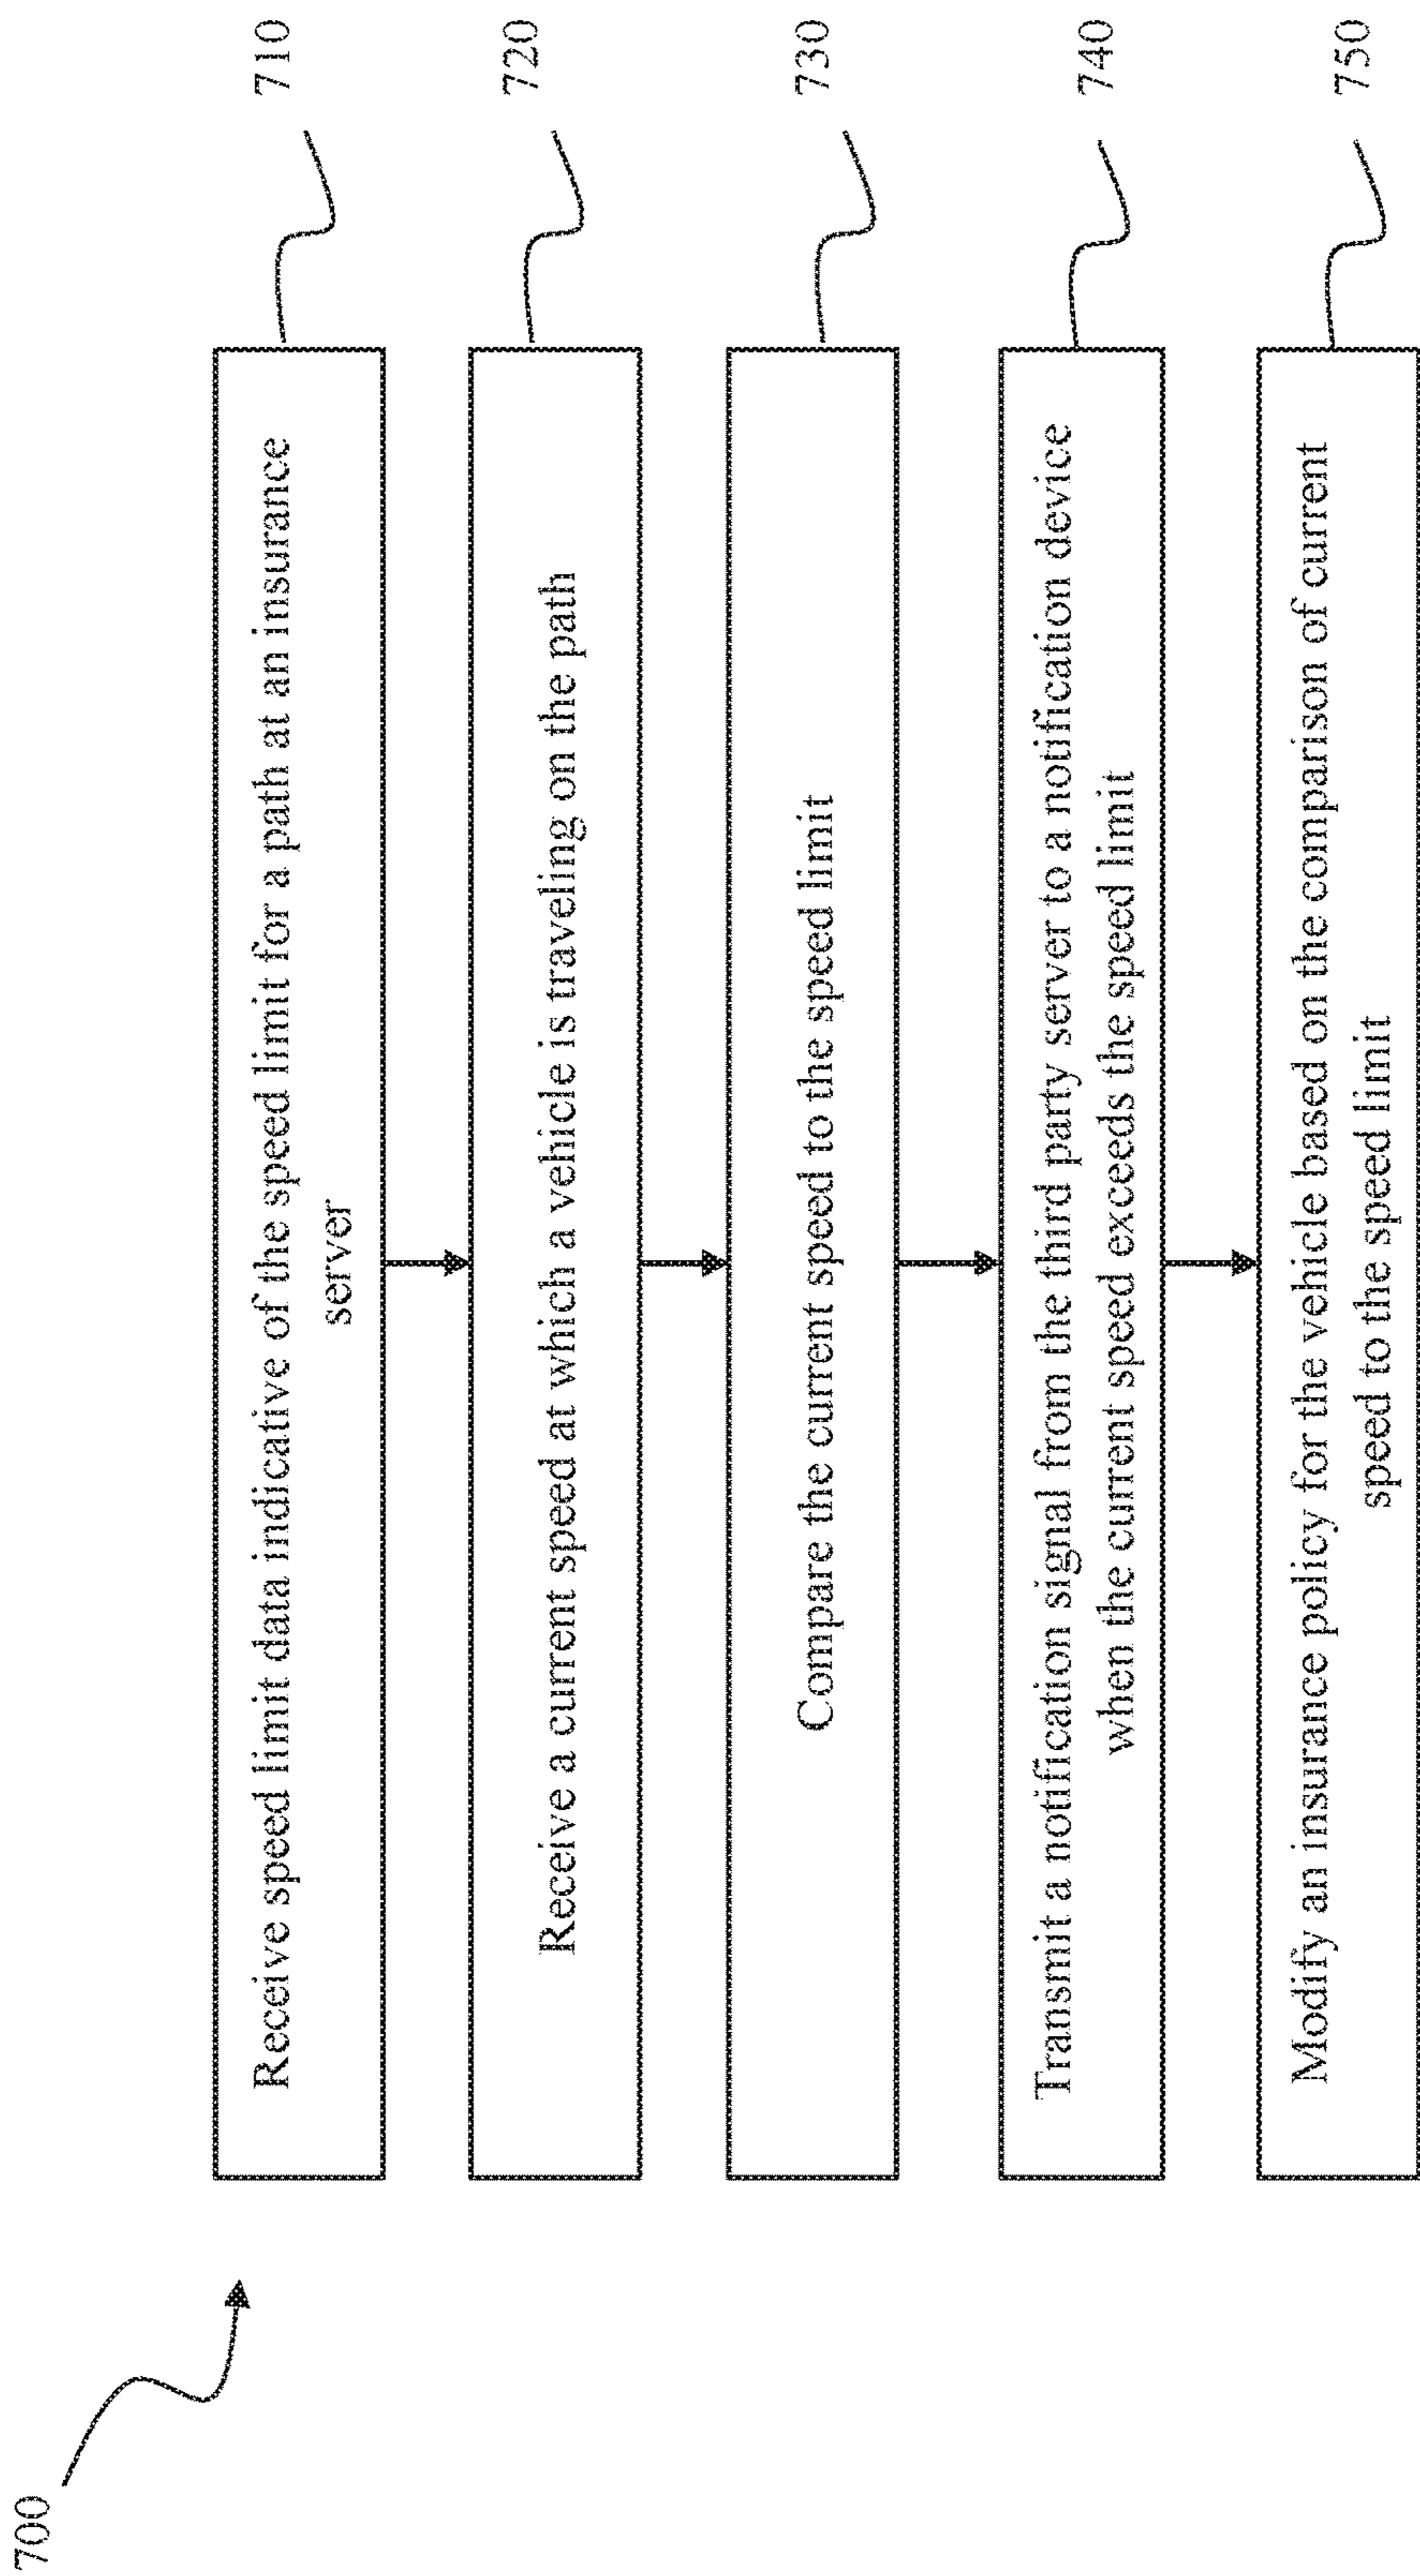 700
Receive speed limit data indicative of the speed limit for a path at an insurance
server
710
Receive a current speed at which a vehicle is traveling on the path
720
Compare the current speed to the speed limit
730
Transmit a notification signal from the third party server to a notification device
when the current speed exceeds the speed limit
740
Modify an insurance policy for the vehicle based on the comparison of current
speed to the speed limit
750